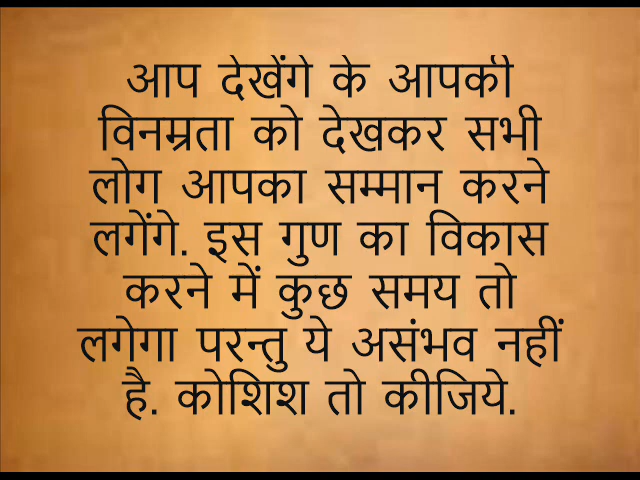 आप देखेंगे के आपकी
विनम्रता को देखकर सभी
लोग आपका सम्मान करने
लगेंगे. इस गुण का विकास
करने में कुछ समय तो
लगेगा परन्तु ये असंभव नहीं
है. कोशिश तो कीजिये.